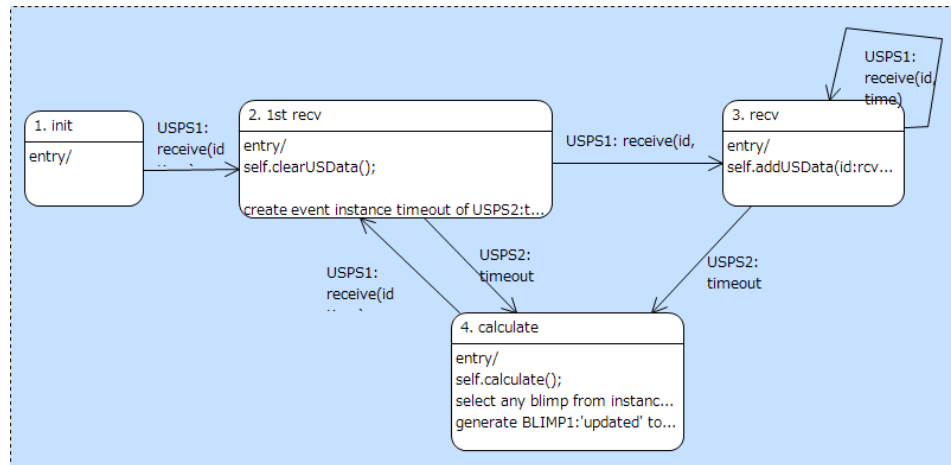 1. init
entry/
USPS1:
receive(id
2. 1st recv
entry/
self.clearUSData();
create event instance timeout of USPS2:t...
USPS1: receive(id,
3. recv
entry/
self.addUSData(id:rcv...
USPS1:
receive(id,
time)
USPS1:
receive(id
USPS2:
timeout
USPS2:
timeout
4. calculate
entry/
self.calculate();
select any blimp from instanc...
generate BLIMP1:'updated' to...